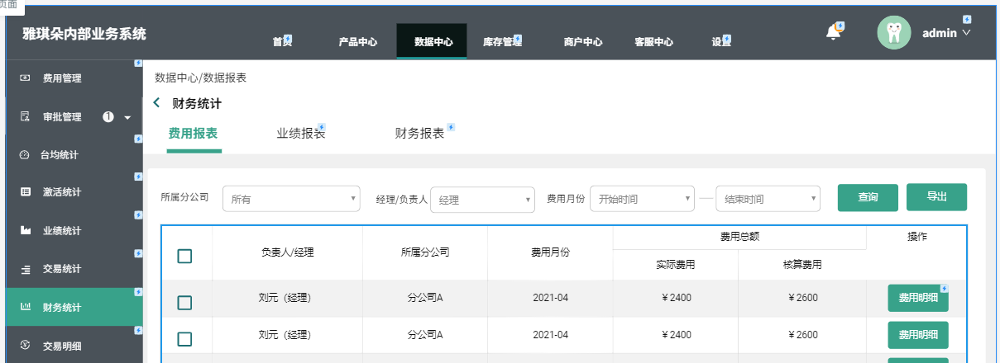 页面
雅琪朵内部业务系统
首页 产品中心 数据中心 库存管理 商户中心 客服中心 设置 admin
费用管理
审批管理 1
台均统计
激活统计
业绩统计
交易统计
财务统计
交易明细
数据中心/数据报表
财务统计
费用报表 业绩报表 财务报表
所属分公司 所有 经理/负责人 经理 费用月份 开始时间 — 结束时间 查询 导出
负责人/经理 所属分公司 费用月份 费用总额 操作
实际费用 核算费用
刘元（经理） 分公司A 2021-04 ￥2400 ￥2600 费用明细
刘元（经理） 分公司A 2021-04 ￥2400 ￥2600 费用明细